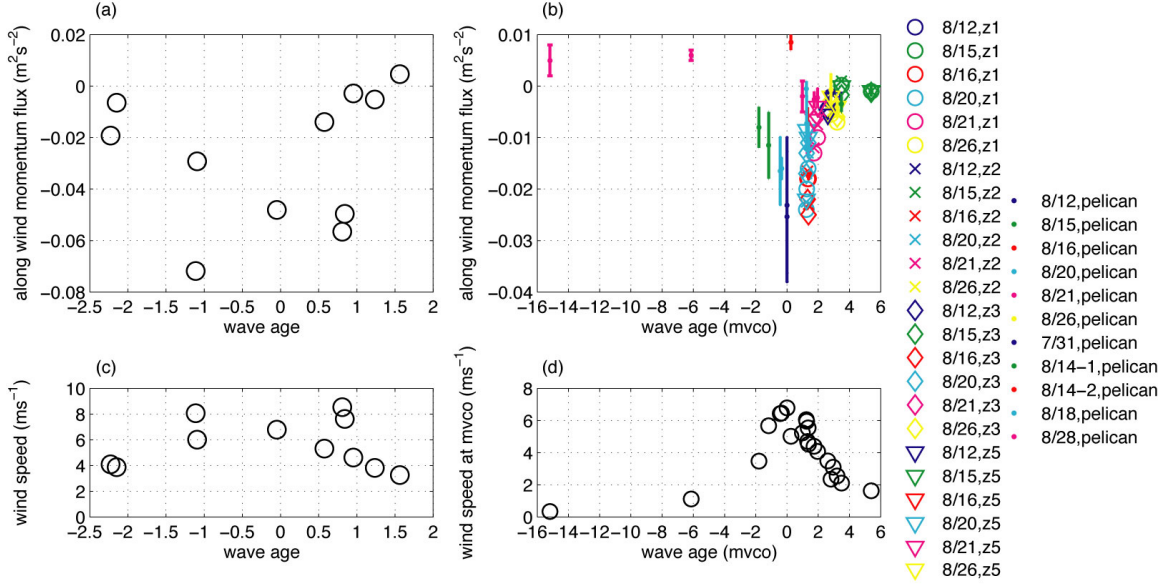 (a)
0.02
0
−0.02
−0.04
−0.06
−0.08
along wind momentum flux (m²s⁻²)
−2.5 −2 −1.5 −1 −0.5 0 0.5 1 1.5 2
wave age
(b)
0.01
0
−0.01
−0.02
−0.03
−0.04
along wind momentum flux (m²s⁻²)
−16−14−12−10 −8 −6 −4 −2 0 2 4 6
wave age (mvco)
(c)
10
8
6
4
2
0
wind speed (ms⁻¹)
−2.5 −2 −1.5 −1 −0.5 0 0.5 1 1.5 2
wave age
(d)
8
6
4
2
0
wind speed at mvco (ms⁻¹)
−16−14−12−10 −8 −6 −4 −2 0 2 4 6
wave age (mvco)
8/12,z1
8/15,z1
8/16,z1
8/20,z1
8/21,z1
8/26,z1
8/12,z2
8/15,z2
8/16,z2
8/20,z2
8/21,z2
8/26,z2
8/12,z3
8/15,z3
8/16,z3
8/20,z3
8/21,z3
8/26,z3
8/12,z5
8/15,z5
8/16,z5
8/20,z5
8/21,z5
8/26,z5
8/12,pelican
8/15,pelican
8/16,pelican
8/20,pelican
8/21,pelican
8/26,pelican
7/31,pelican
8/14−1,pelican
8/14−2,pelican
8/18,pelican
8/28,pelican